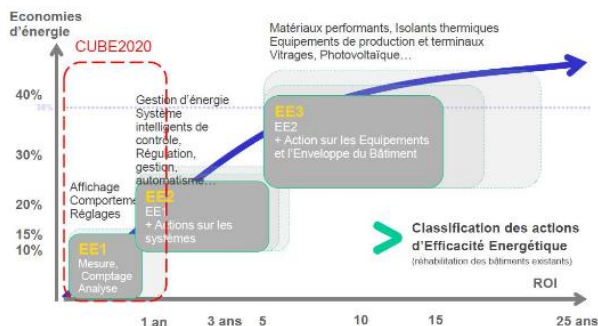 Economies
d'énergie
CUBE2020
Matériaux performants, Isolants thermiques
Equipements de production et terminaux
Vitrages, Photovoltaïque…
40%
38%
Gestion d'énergie
Système
intelligents de
contrôle,
Régulation,
gestion,
automatisme…
EE3
EE2
+ Action sur les Equipements
et l'Enveloppe du Bâtiment
30%
Affichage
Comporteme
Réglages
20%
EE2
EE1
+ Actions sur les
systèmes
15%
10%
EE1
Mesure,
Comptage
Analyse
> Classification des actions
d'Efficacité Energétique
(réhabilitation des bâtiments existants)
ROI
1 an
3 ans
5
10
15
25 ans